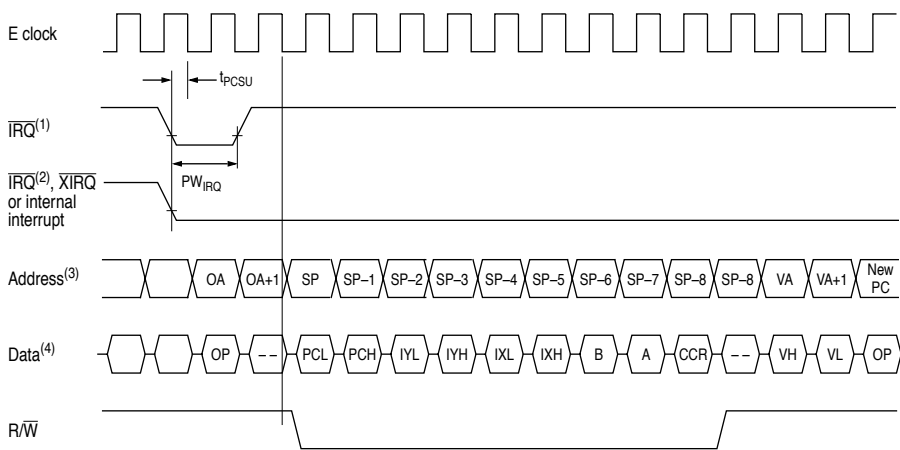 E clock
tPCSU
IRQ(1)
PWIRQ
IRQ(2), XIRQ
or internal
interrupt
Address(3) OA OA+1 SP SP–1 SP–2 SP–3 SP–4 SP–5 SP–6 SP–7 SP–8 SP–8 VA VA+1 New PC
Data(4) OP – – PCL PCH IYL IYH IXL IXH B A CCR – – VH VL OP
R/W